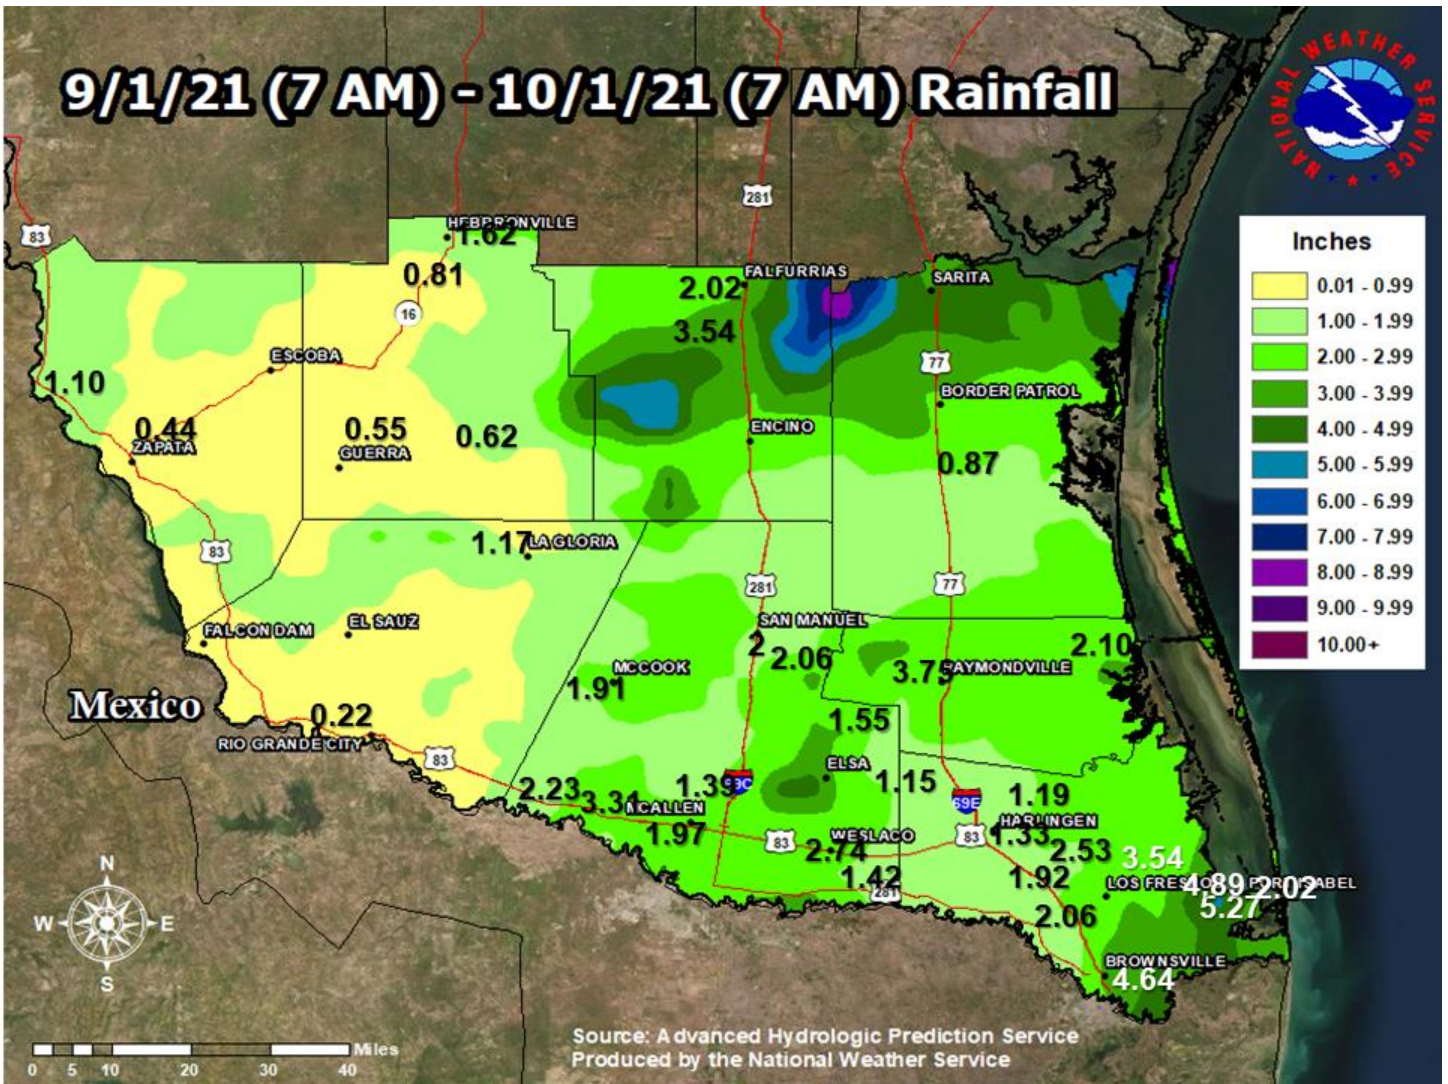 9/1/21 (7 AM) - 10/1/21 (7 AM) Rainfall
NATIONAL WEATHER SERVICE
Inches
0.01 - 0.99
1.00 - 1.99
2.00 - 2.99
3.00 - 3.99
4.00 - 4.99
5.00 - 5.99
6.00 - 6.99
7.00 - 7.99
8.00 - 8.99
9.00 - 9.99
10.00+
281
83
HEBBRONVILLE
1.62
0.81
FALFURRIAS
2.02
SARITA
16
3.54
ESCOBA
77
1.10
BORDER PATROL
0.44
ZAPATA
0.55
GUERRA
0.62
ENCINO
0.87
1.17
LA GLORIA
83
281
77
FALCON DAM
EL SAUZ
SAN MANUEL
2
2.06
2.10
MCCOOK
1.91
3.75
RAYMONDVILLE
Mexico
0.22
RIO GRANDE CITY
1.55
83
ELSA
2.23
3.31
MCALLEN
1.39
69C
1.15
69E
1.19
HARLINGEN
1.33
1.97
83
WESLACO
2.74
83
2.53
3.54
1.42
281
1.92
LOS FRESNOS
4.89
PORT ISABEL
2.02
5.27
2.06
BROWNSVILLE
4.64
N
W
E
S
Source: Advanced Hydrologic Prediction Service
Produced by the National Weather Service
Miles
0 5 10 20 30 40